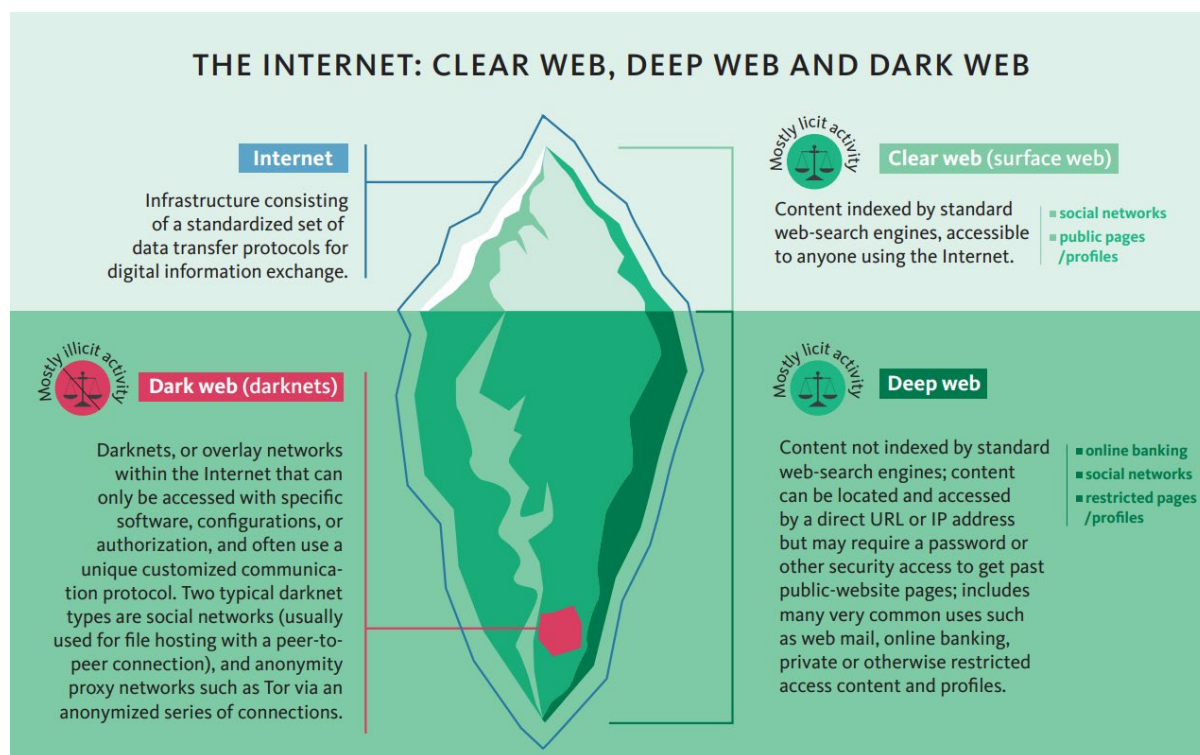 THE INTERNET: CLEAR WEB, DEEP WEB AND DARK WEB
Internet
Infrastructure consisting
of a standardized set of
data transfer protocols for
digital information exchange.
Mostly licit activity
Clear web (surface web)
Content indexed by standard
web-search engines, accessible
to anyone using the Internet.
social networks
public pages
/profiles
Mostly illicit activity
Dark web (darknets)
Darknets, or overlay networks
within the Internet that can
only be accessed with specific
software, configurations, or
authorization, and often use a
unique customized communica-
tion protocol. Two typical darknet
types are social networks (usually
used for file hosting with a peer-to-
peer connection), and anonymity
proxy networks such as Tor via an
anonymized series of connections.
Mostly licit activity
Deep web
Content not indexed by standard
web-search engines; content
can be located and accessed
by a direct URL or IP address
but may require a password or
other security access to get past
public-website pages; includes
many very common uses such
as web mail, online banking,
private or otherwise restricted
access content and profiles.
online banking
social networks
restricted pages
/profiles